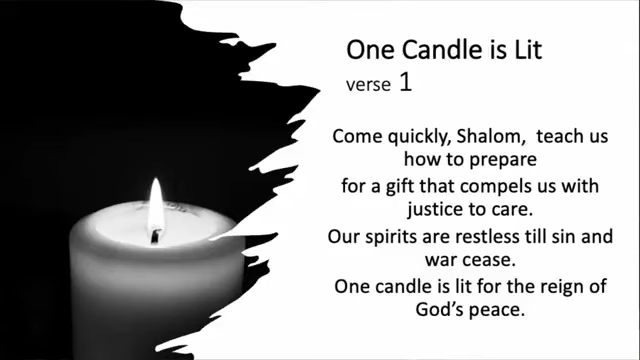 One Candle is Lit
verse 1
Come quickly, Shalom,  teach us
how to prepare
for a gift that compels us with
justice to care.
Our spirits are restless till sin and
war cease.
One candle is lit for the reign of
God’s peace.